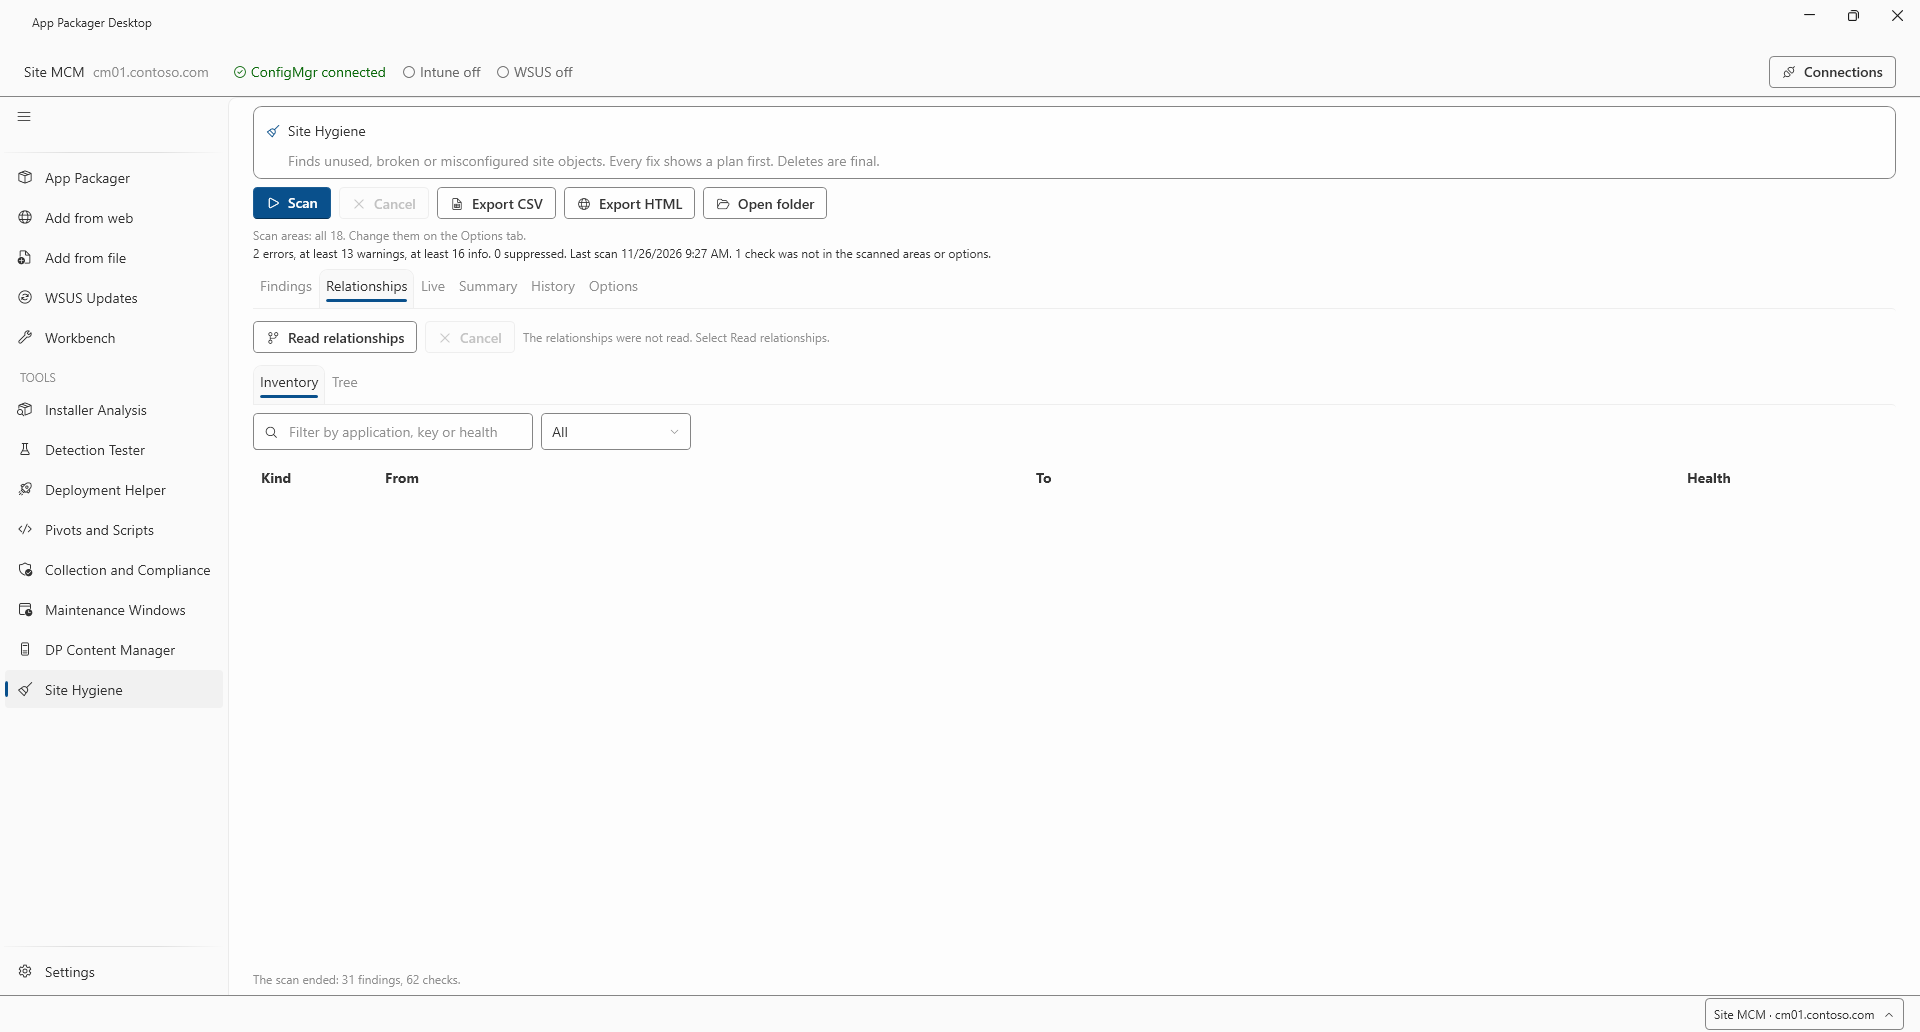 App Packager Desktop
Site MCM cm01.contoso.com ConfigMgr connected Intune off WSUS off Connections
Site Hygiene
Finds unused, broken or misconfigured site objects. Every fix shows a plan first. Deletes are final.
Scan Cancel Export CSV Export HTML Open folder
Scan areas: all 18. Change them on the Options tab.
2 errors, at least 13 warnings, at least 16 info. 0 suppressed. Last scan 11/26/2026 9:27 AM. 1 check was not in the scanned areas or options.
Findings Relationships Live Summary History Options
Read relationships Cancel The relationships were not read. Select Read relationships.
Inventory Tree
Filter by application, key or health All
Kind From To Health
App Packager
Add from web
Add from file
WSUS Updates
Workbench
TOOLS
Installer Analysis
Detection Tester
Deployment Helper
Pivots and Scripts
Collection and Compliance
Maintenance Windows
DP Content Manager
Site Hygiene
Settings
The scan ended: 31 findings, 62 checks.
Site MCM · cm01.contoso.com